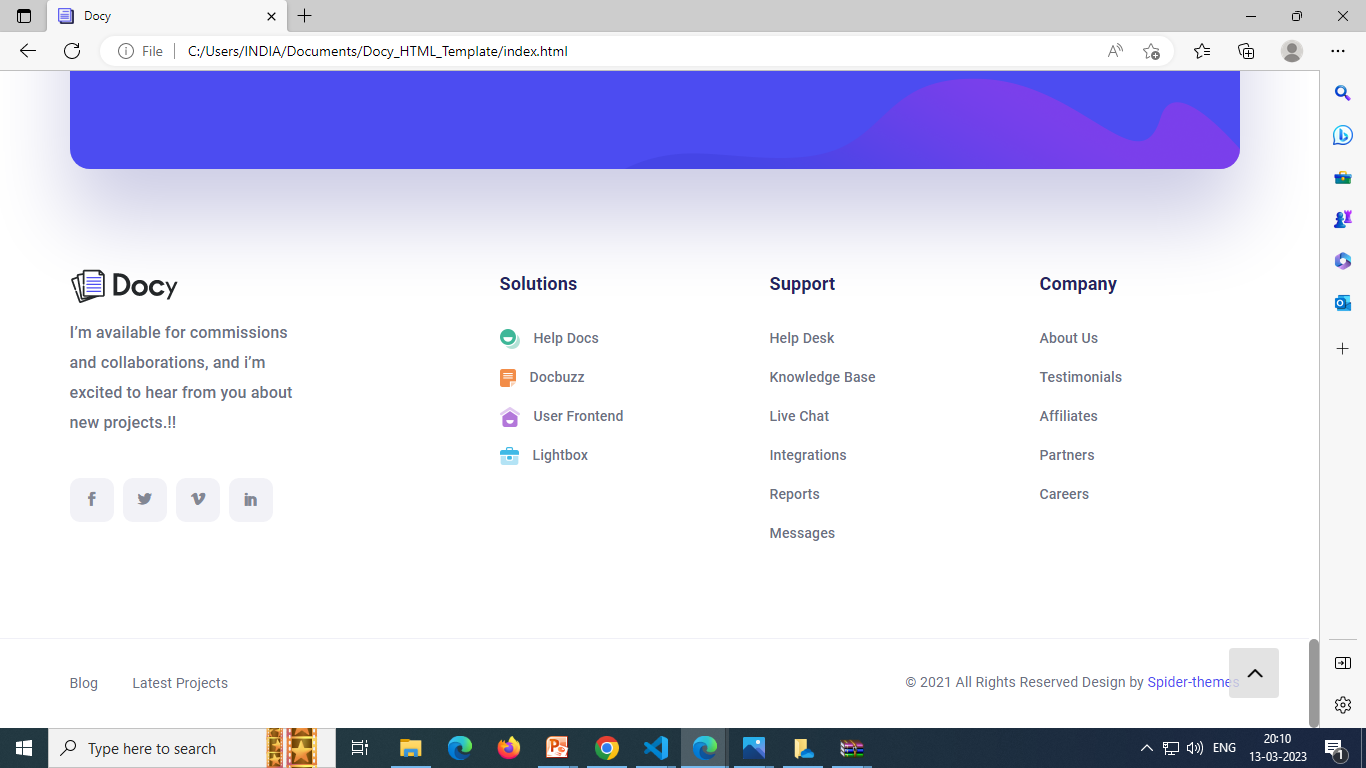 Docy
File
C:/Users/INDIA/Documents/Docy_HTML_Template/index.html
Docy
I'm available for commissions
and collaborations, and i'm
excited to hear from you about
new projects.!!
Solutions
Help Docs
Docbuzz
User Frontend
Lightbox
Support
Help Desk
Knowledge Base
Live Chat
Integrations
Reports
Messages
Company
About Us
Testimonials
Affiliates
Partners
Careers
Blog Latest Projects
© 2021 All Rights Reserved Design by Spider-themes
Type here to search
ENG
20:10
13-03-2023
1